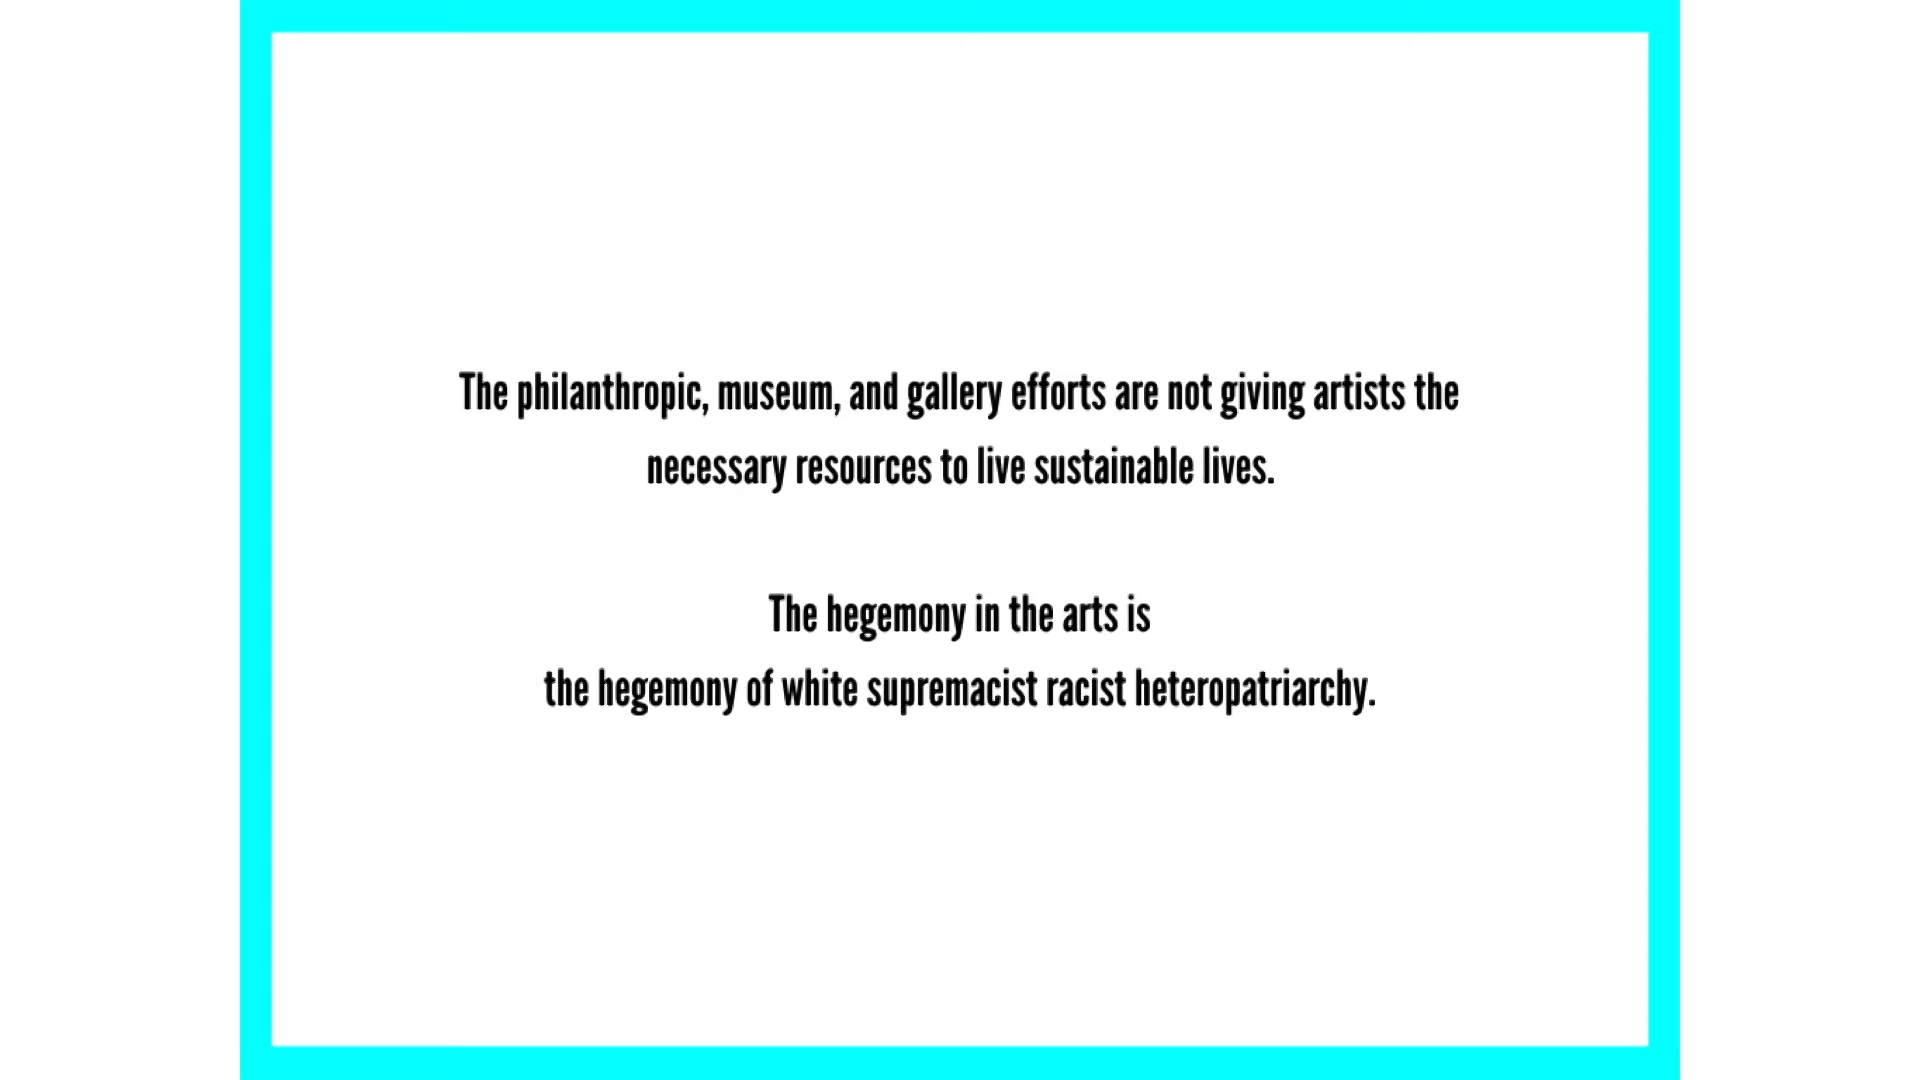 The philanthropic, museum, and gallery efforts are not giving artists the
necessary resources to live sustainable lives.
The hegemony in the arts is
the hegemony of white supremacist racist heteropatriarchy.